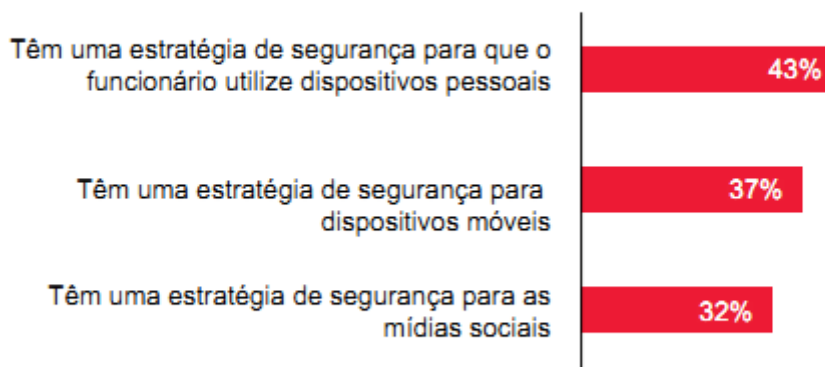 Têm uma estratégia de segurança para que o
funcionário utilize dispositivos pessoais
43%
Têm uma estratégia de segurança para
dispositivos móveis
37%
Têm uma estratégia de segurança para as
mídias sociais
32%